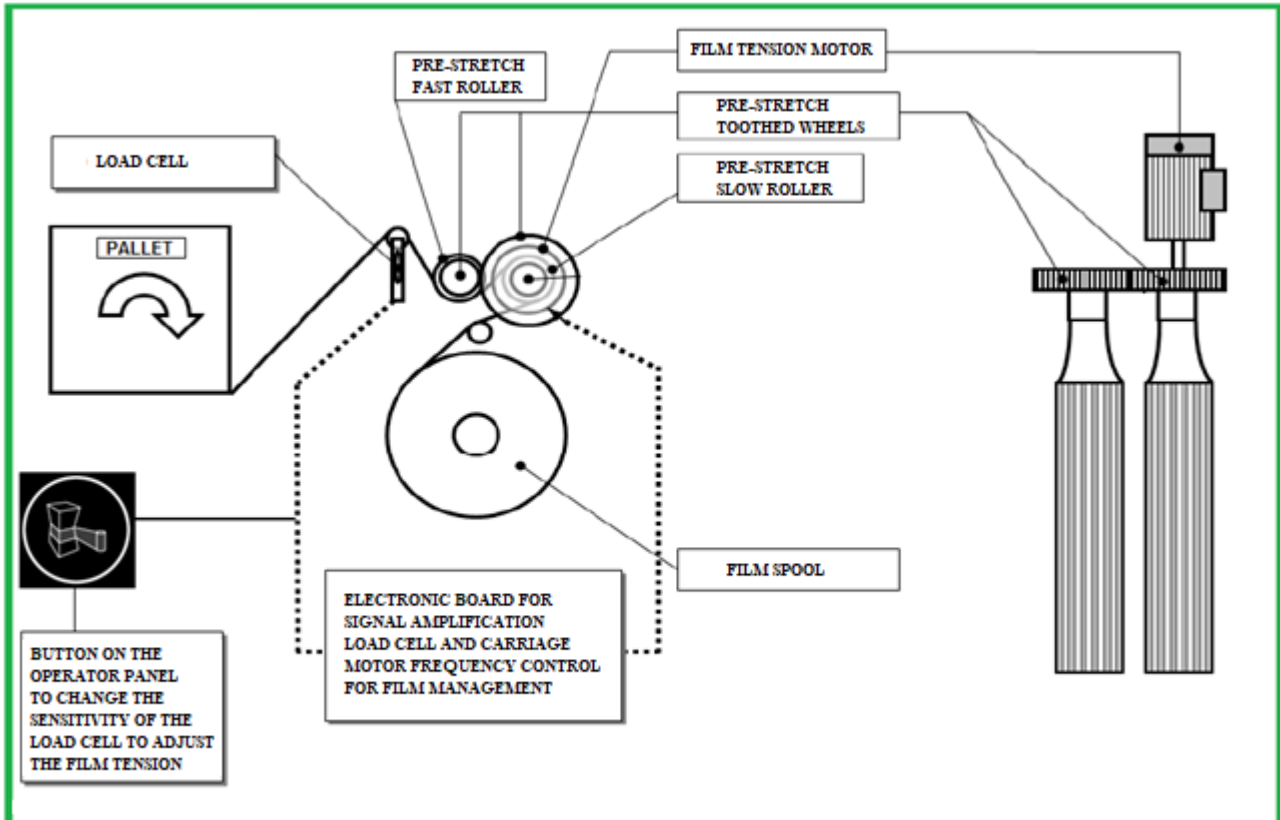 FILM TENSION MOTOR
PRE-STRETCH
FAST ROLLER
PRE-STRETCH
TOOTHED WHEELS
LOAD CELL
PRE-STRETCH
SLOW ROLLER
PALLET
FILM SPOOL
ELECTRONIC BOARD FOR
SIGNAL AMPLIFICATION
LOAD CELL AND CARRIAGE
MOTOR FREQUENCY CONTROL
FOR FILM MANAGEMENT
BUTTON ON THE
OPERATOR PANEL
TO CHANGE THE
SENSITIVITY OF THE
LOAD CELL TO ADJUST
THE FILM TENSION